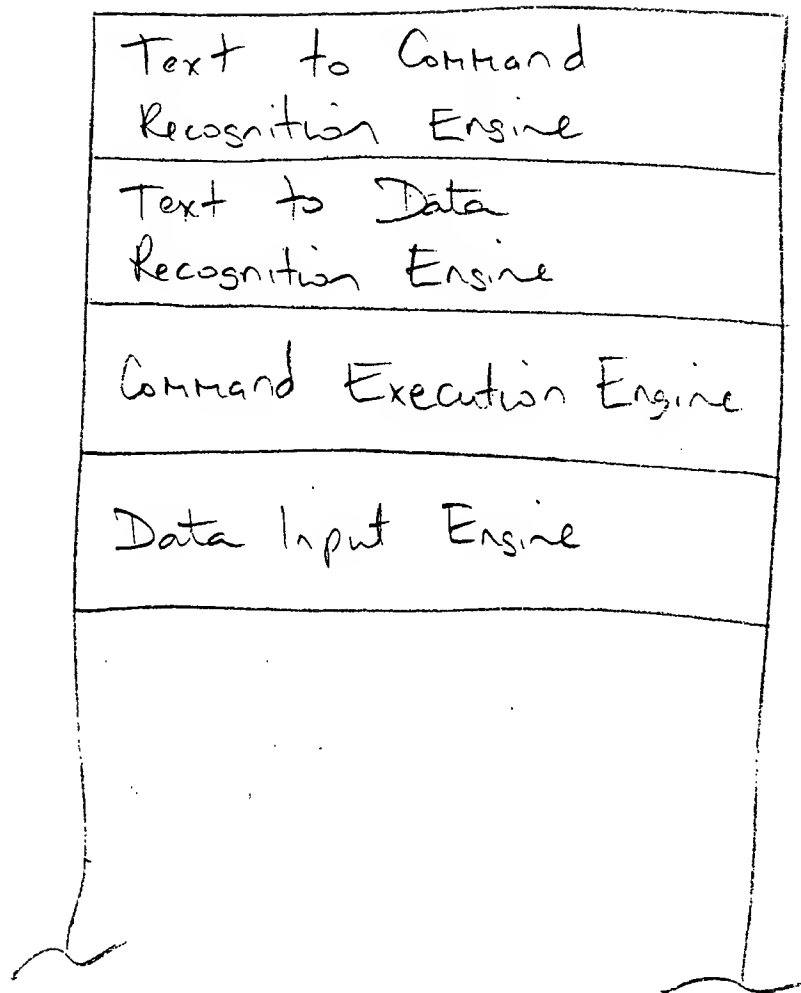 Text to Command
Recognition Engine
Text to Data
Recognition Engine
Command Execution Engine
Data Input Engine